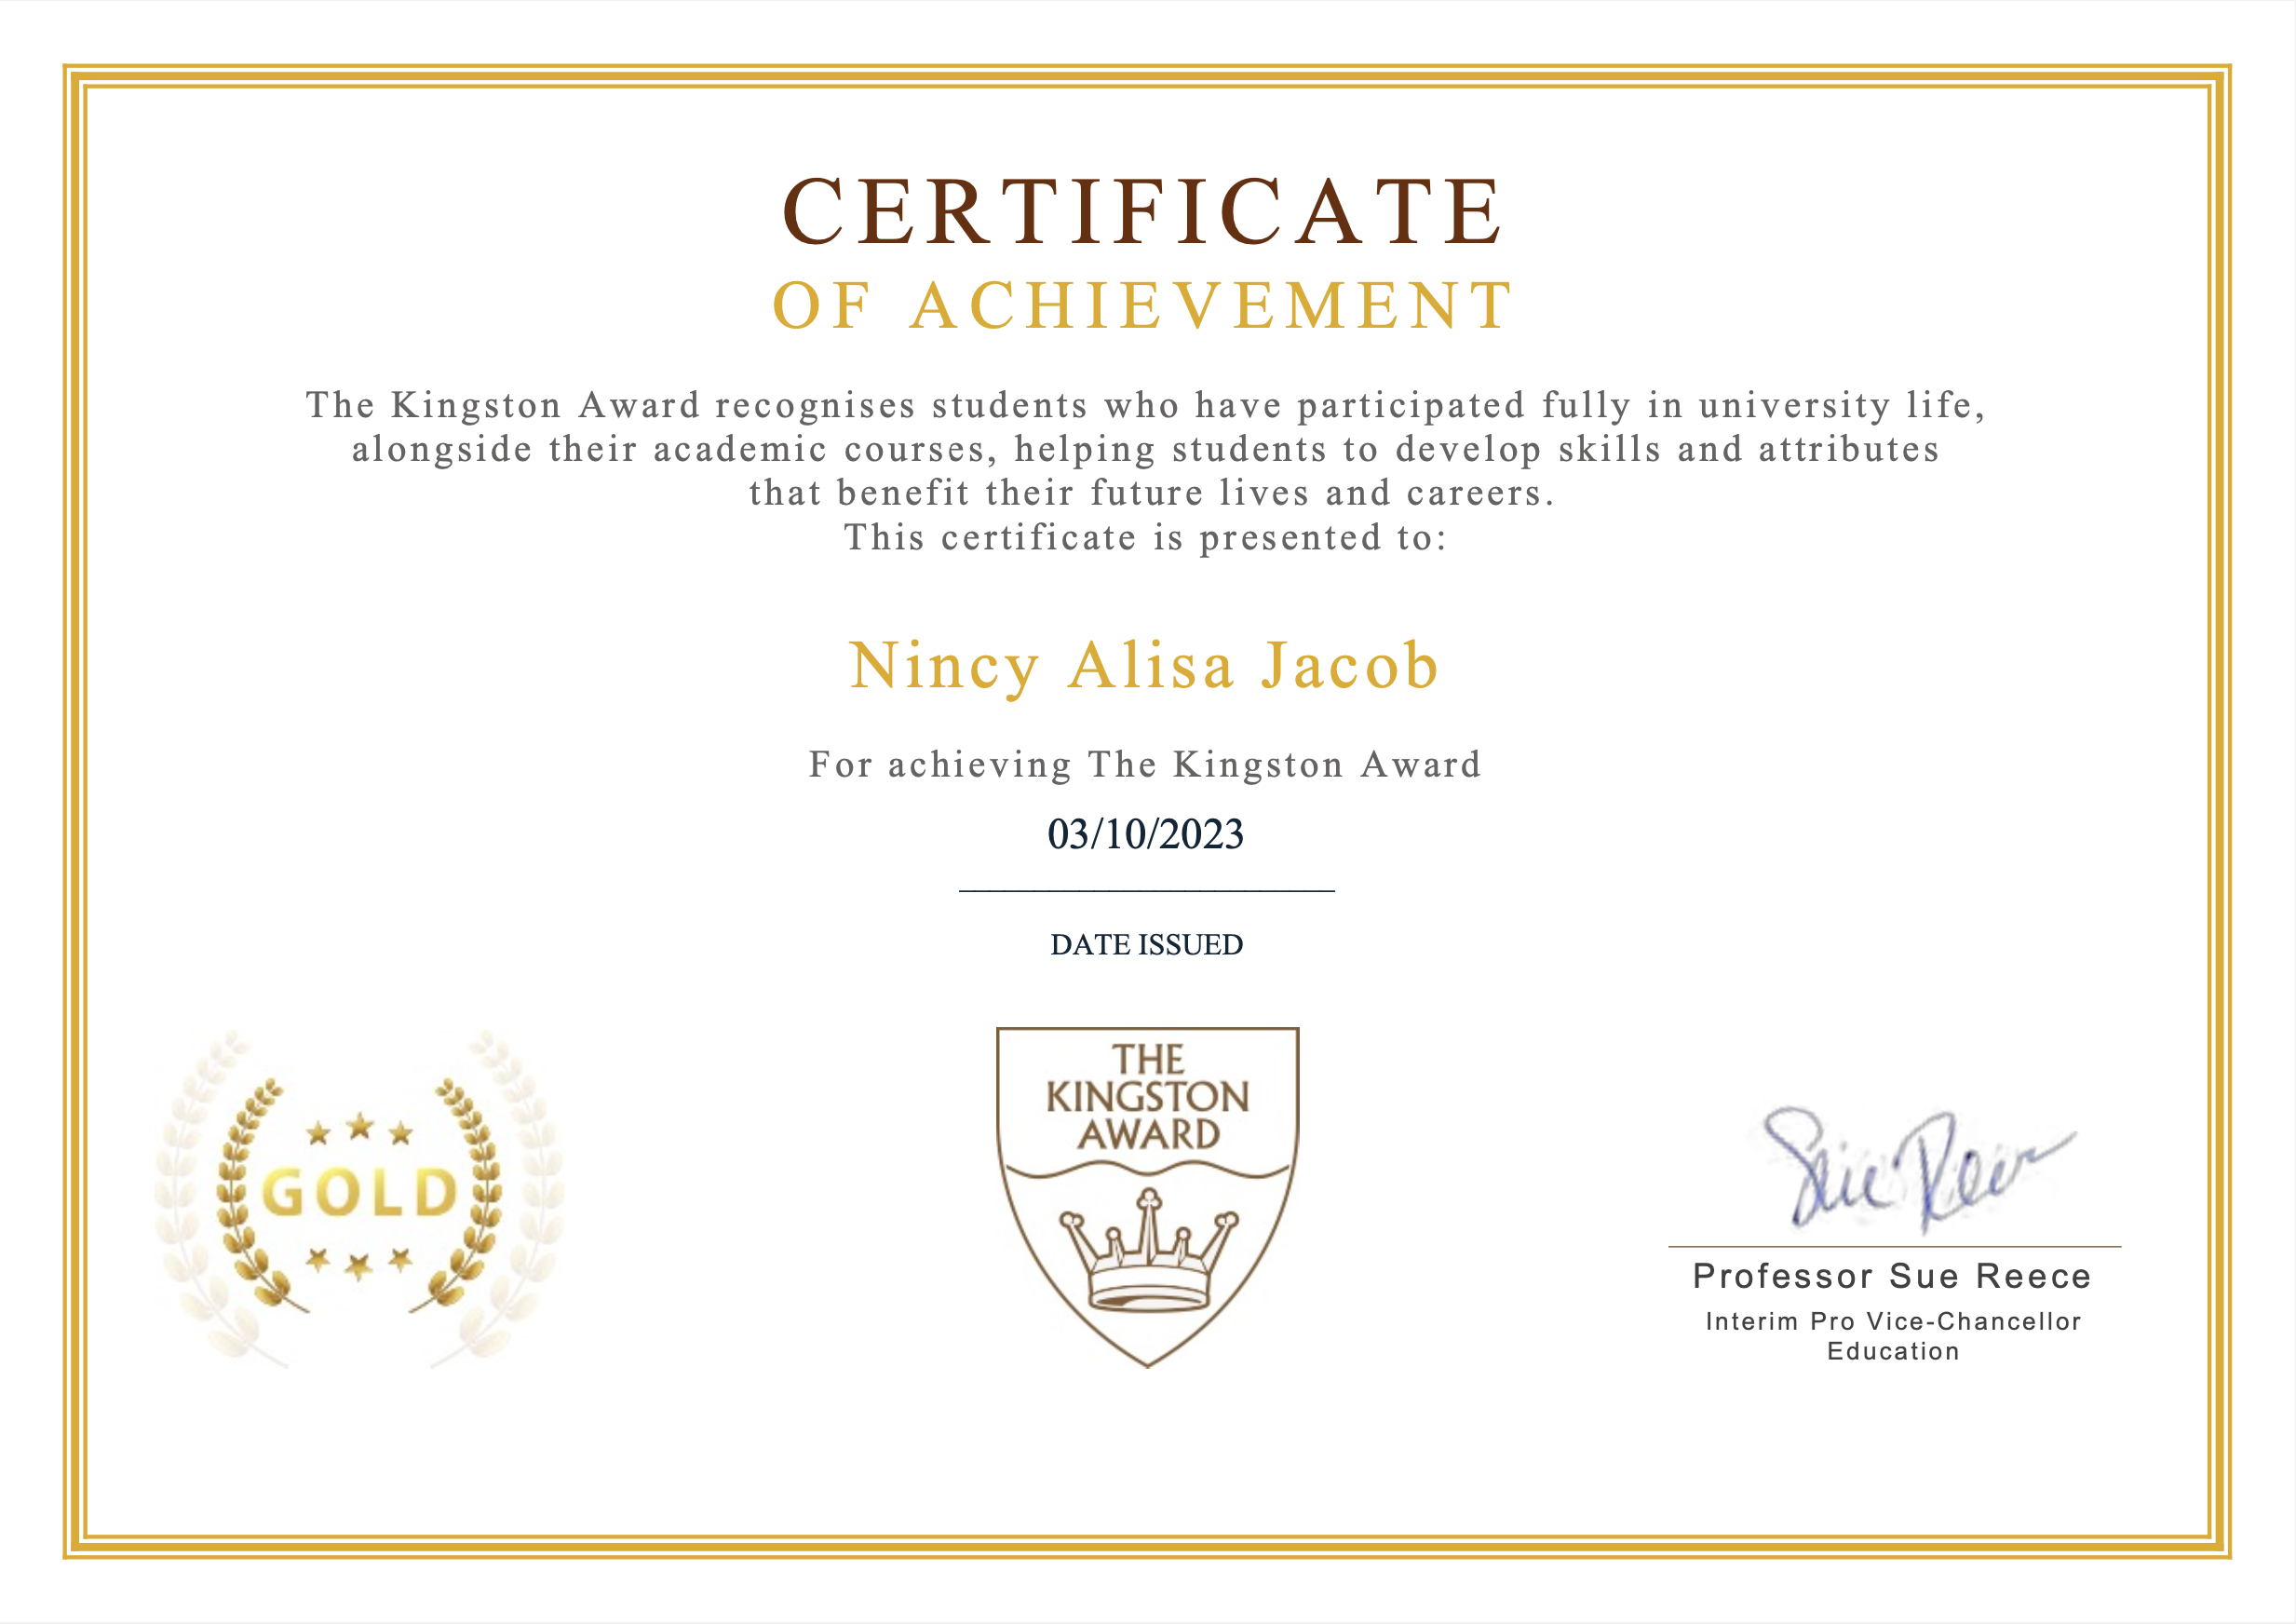 CERTIFICATE
OF ACHIEVEMENT
The Kingston Award recognises students who have participated fully in university life,
alongside their academic courses, helping students to develop skills and attributes
that benefit their future lives and careers.
This certificate is presented to:
Nincy Alisa Jacob
For achieving The Kingston Award
03/10/2023
DATE ISSUED
GOLD
THE
KINGSTON
AWARD
Sue Reece
Professor Sue Reece
Interim Pro Vice-Chancellor
Education